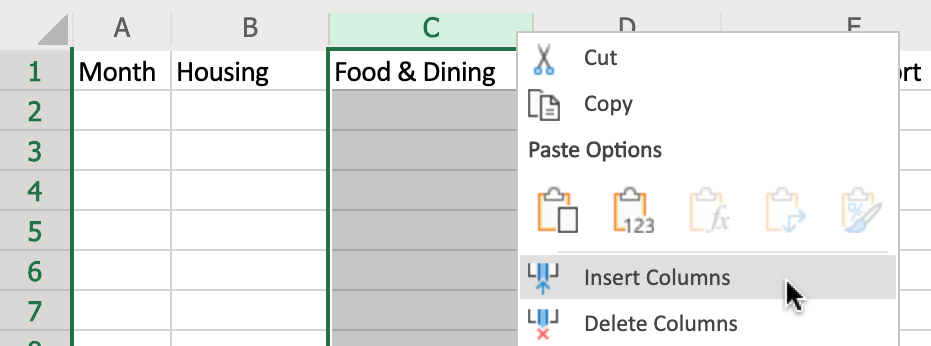 A B C D E
1 Month Housing Food & Dining
2
3
4
5
6
7
Cut
Copy
Paste Options
123
fx
%
Insert Columns
Delete Columns